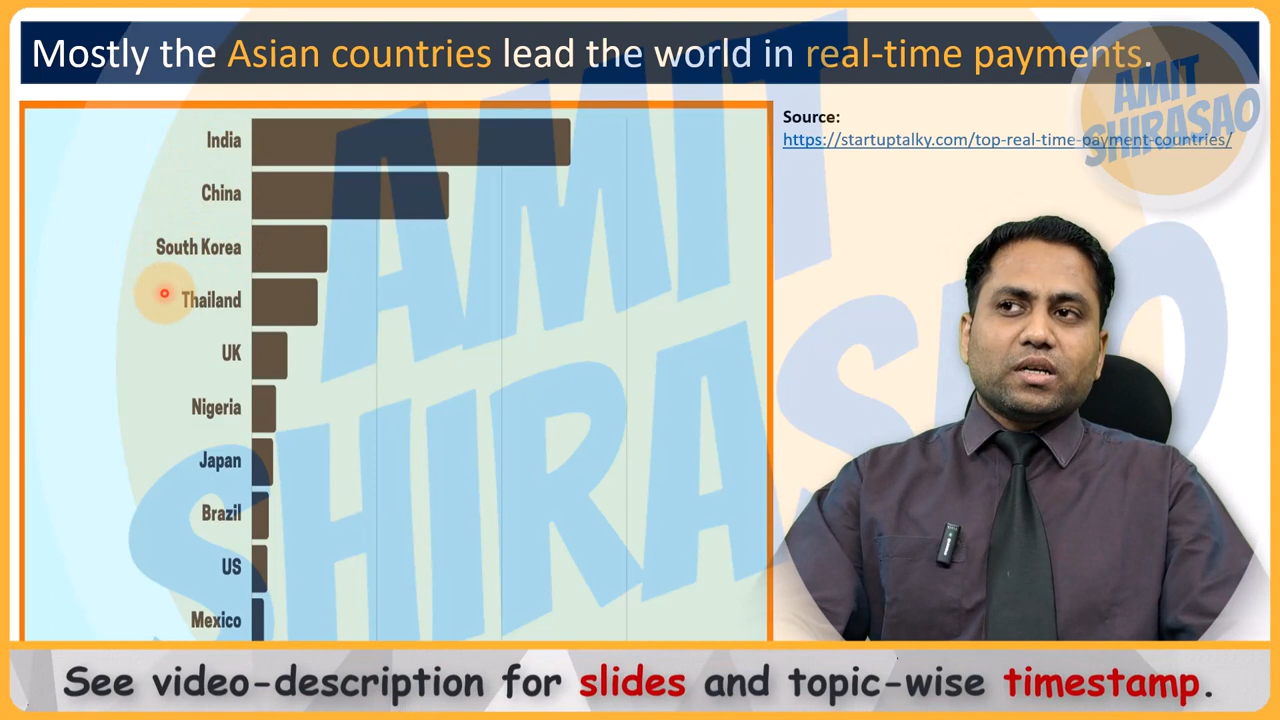 Mostly the Asian countries lead the world in real-time payments.
AMIT
SHIRASAO
Source:
https://startuptalky.com/top-real-time-payment-countries/
India
China
South Korea
Thailand
UK
Nigeria
Japan
Brazil
US
Mexico
AMIT
SHIRASAO
See video-description for slides and topic-wise timestamp.